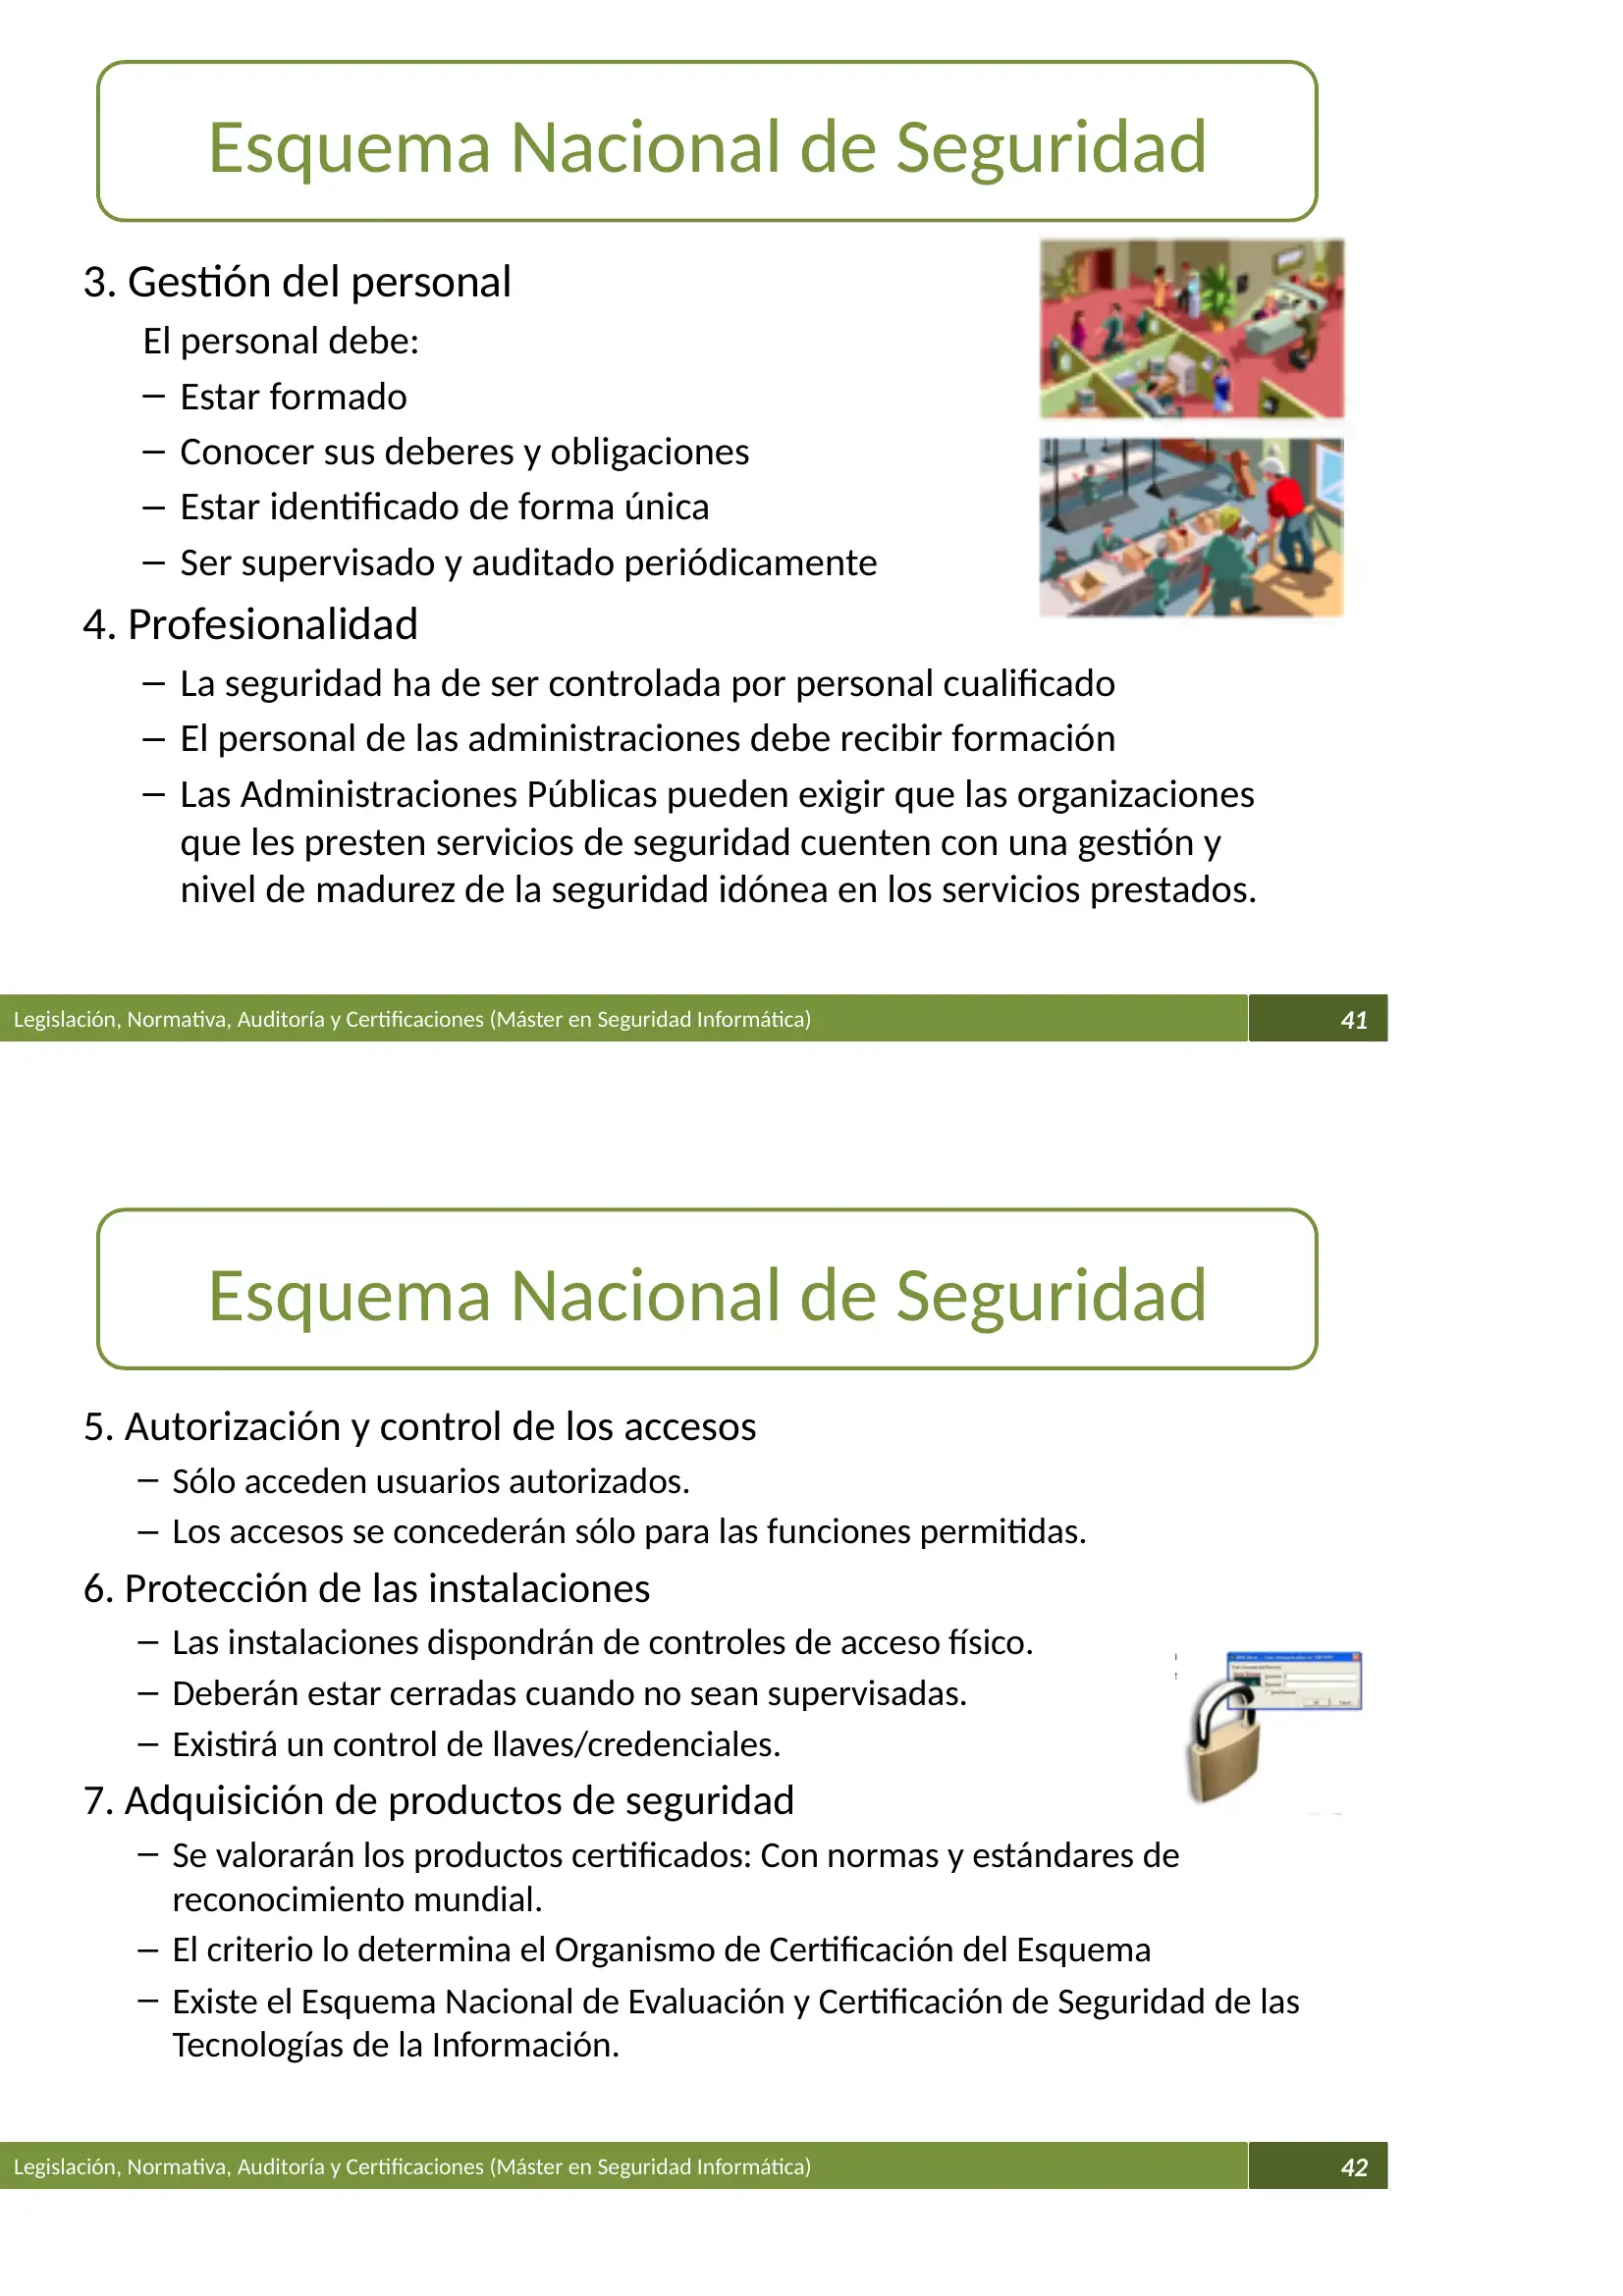 Esquema Nacional de Seguridad
3. Gestión del personal
El personal debe:
– Estar formado
– Conocer sus deberes y obligaciones
– Estar identificado de forma única
– Ser supervisado y auditado periódicamente
4. Profesionalidad
– La seguridad ha de ser controlada por personal cualificado
– El personal de las administraciones debe recibir formación
– Las Administraciones Públicas pueden exigir que las organizaciones
que les presten servicios de seguridad cuenten con una gestión y
nivel de madurez de la seguridad idónea en los servicios prestados.
Legislación, Normativa, Auditoría y Certificaciones (Máster en Seguridad Informática)
41
Esquema Nacional de Seguridad
5. Autorización y control de los accesos
– Sólo acceden usuarios autorizados.
– Los accesos se concederán sólo para las funciones permitidas.
6. Protección de las instalaciones
– Las instalaciones dispondrán de controles de acceso físico.
– Deberán estar cerradas cuando no sean supervisadas.
– Existirá un control de llaves/credenciales.
7. Adquisición de productos de seguridad
– Se valorarán los productos certificados: Con normas y estándares de
reconocimiento mundial.
– El criterio lo determina el Organismo de Certificación del Esquema
– Existe el Esquema Nacional de Evaluación y Certificación de Seguridad de las
Tecnologías de la Información.
Legislación, Normativa, Auditoría y Certificaciones (Máster en Seguridad Informática)
42